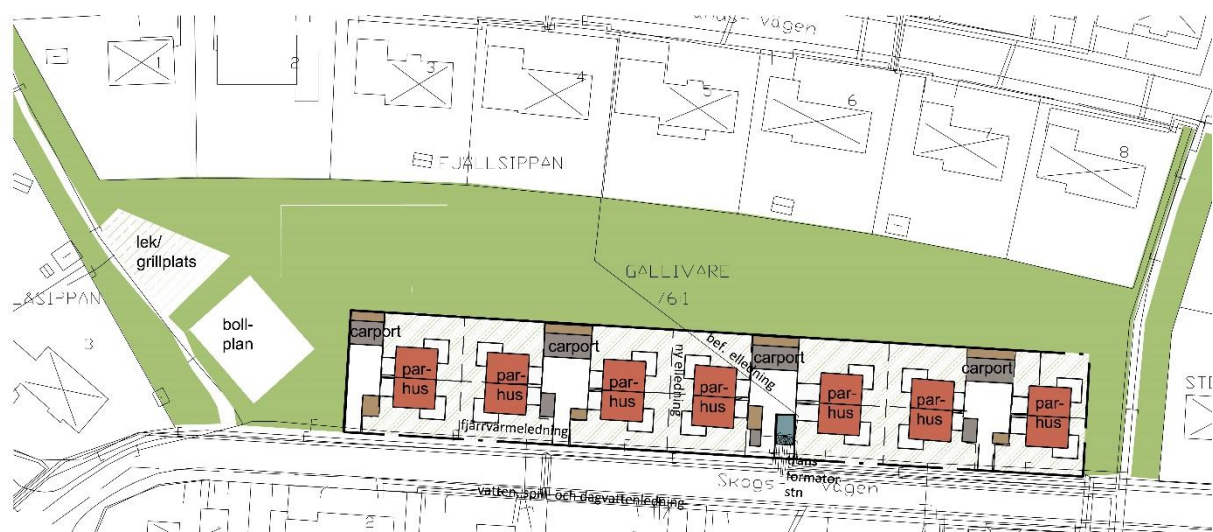 Vägen
1
2
3
4
5
6
7
8
FJÄLLSIPPAN
lek/
grillplats
GÄLLIVARE
/61
SIPPAN
boll-
plan
3
carport
carport
carport
carport
bef. elledning
ny elledning
par-
hus
par-
hus
par-
hus
par-
hus
par-
hus
par-
hus
par-
hus
fjärrvärmeledning
trans
formator
stn
Skogs Vägen
vatten, spill, och dagvattenledning
2